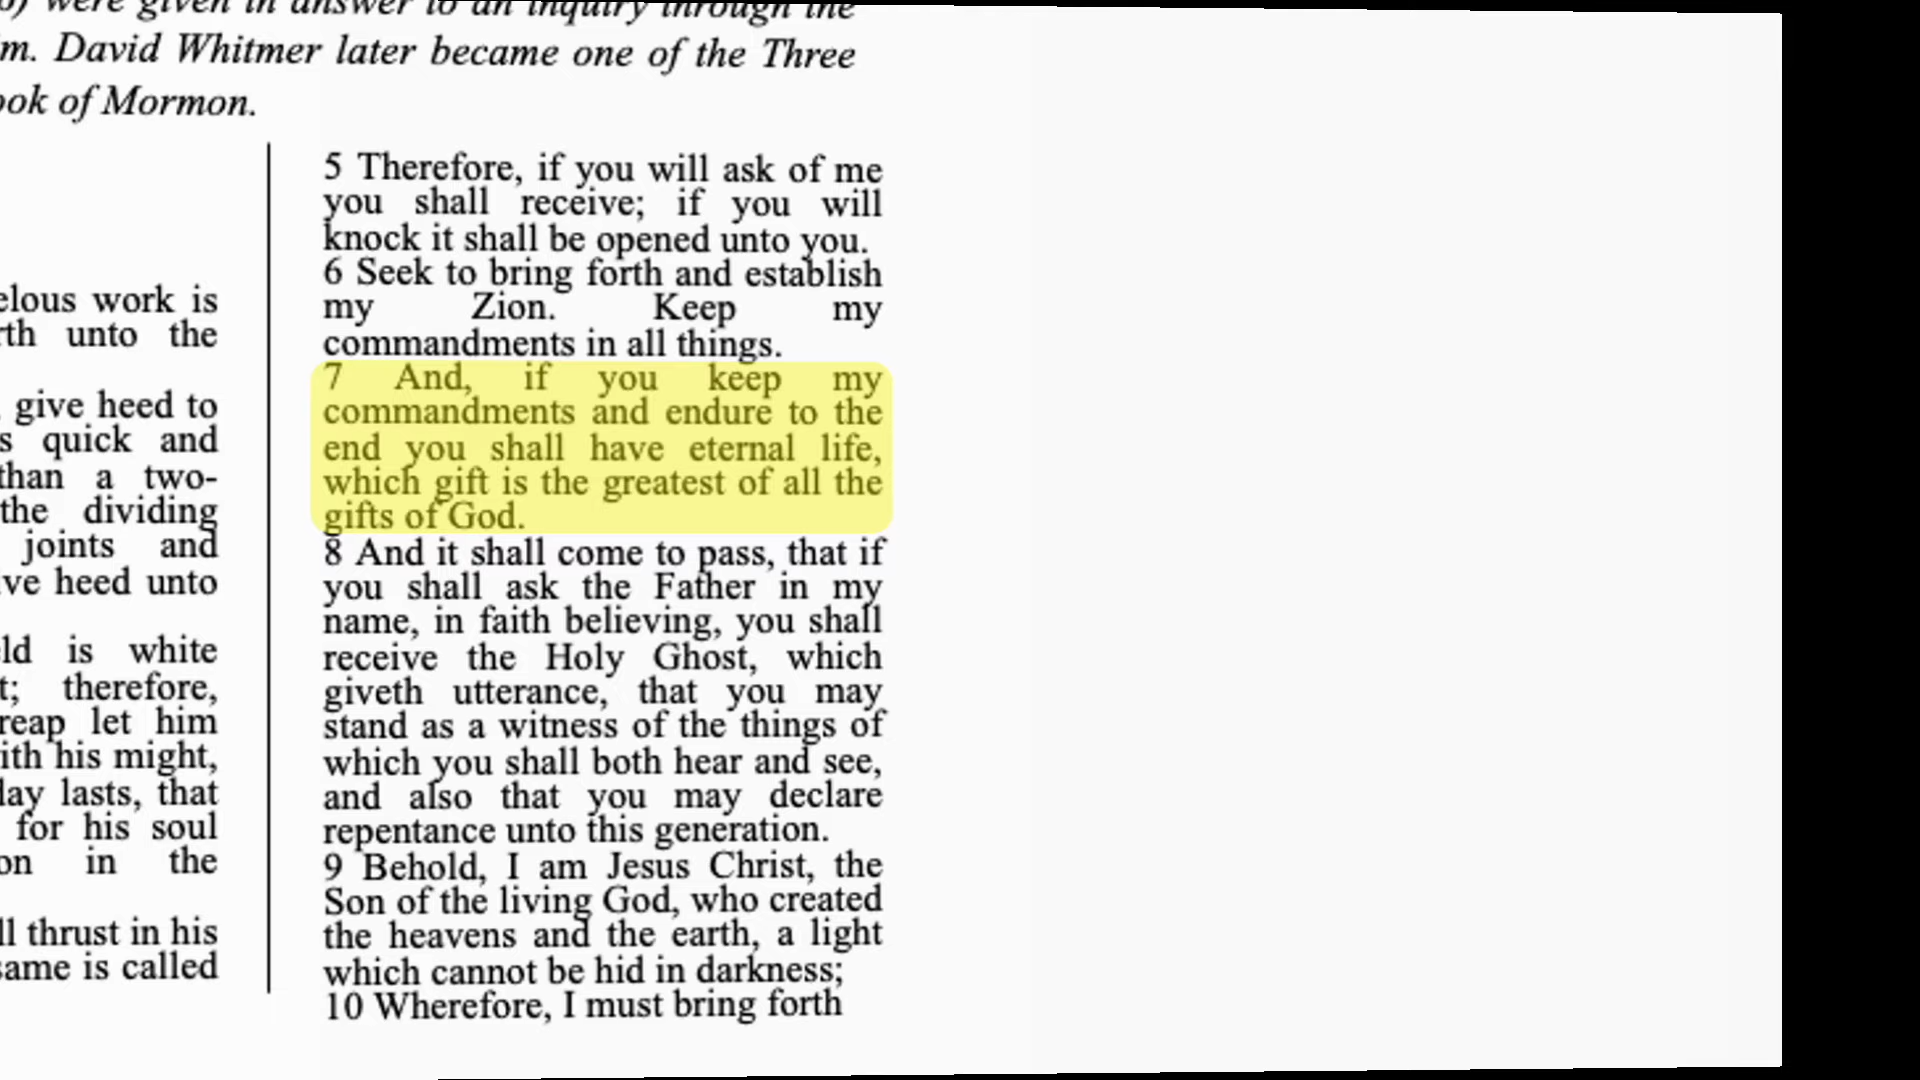 were given in answer to an inquiry through the
David Whitmer later became one of the Three
of Mormon.
work is
unto the
give heed to
quick and
than a two-
the dividing
joints and
heed unto
is white
therefore,
reap let him
his might,
lasts, that
for his soul
in the
thrust in his
same is called
5 Therefore, if you will ask of me
you shall receive; if you will
knock it shall be opened unto you.
6 Seek to bring forth and establish
my Zion. Keep my
commandments in all things.
7 And, if you keep my
commandments and endure to the
end you shall have eternal life,
which gift is the greatest of all the
gifts of God.
8 And it shall come to pass, that if
you shall ask the Father in my
name, in faith believing, you shall
receive the Holy Ghost, which
giveth utterance, that you may
stand as a witness of the things of
which you shall both hear and see,
and also that you may declare
repentance unto this generation.
9 Behold, I am Jesus Christ, the
Son of the living God, who created
the heavens and the earth, a light
which cannot be hid in darkness;
10 Wherefore, I must bring forth